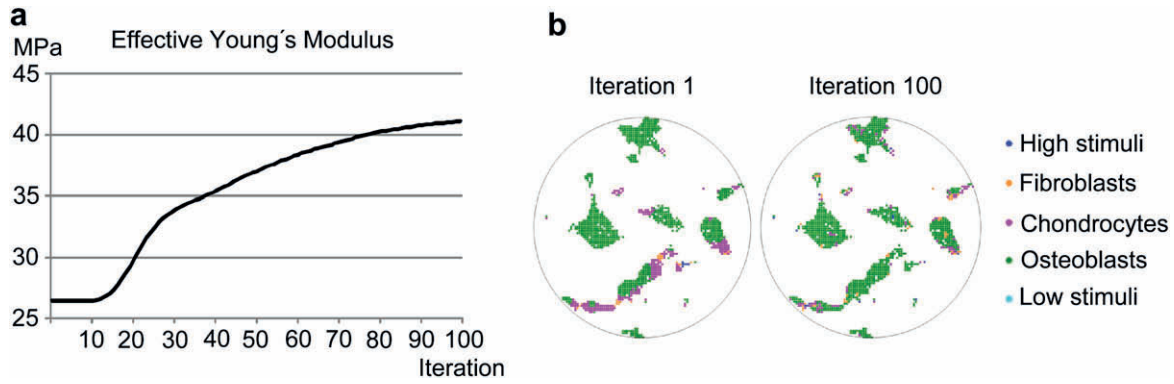 a
MPa
Effective Young´s Modulus
45
40
35
30
25
10 20 30 40 50 60 70 80 90 100
Iteration
b
Iteration 1
Iteration 100
High stimuli
Fibroblasts
Chondrocytes
Osteoblasts
Low stimuli